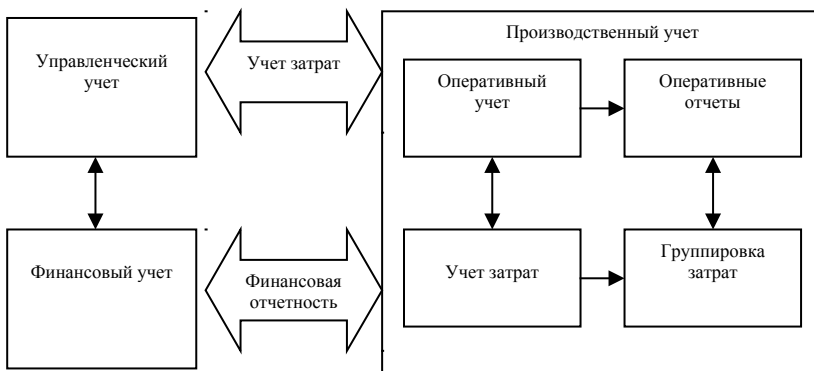 Управленческий
учет
Учет затрат
Производственный учет
Оперативный
учет
Оперативные
отчеты
Финансовый учет
Финансовая
отчетность
Учет затрат
Группировка
затрат